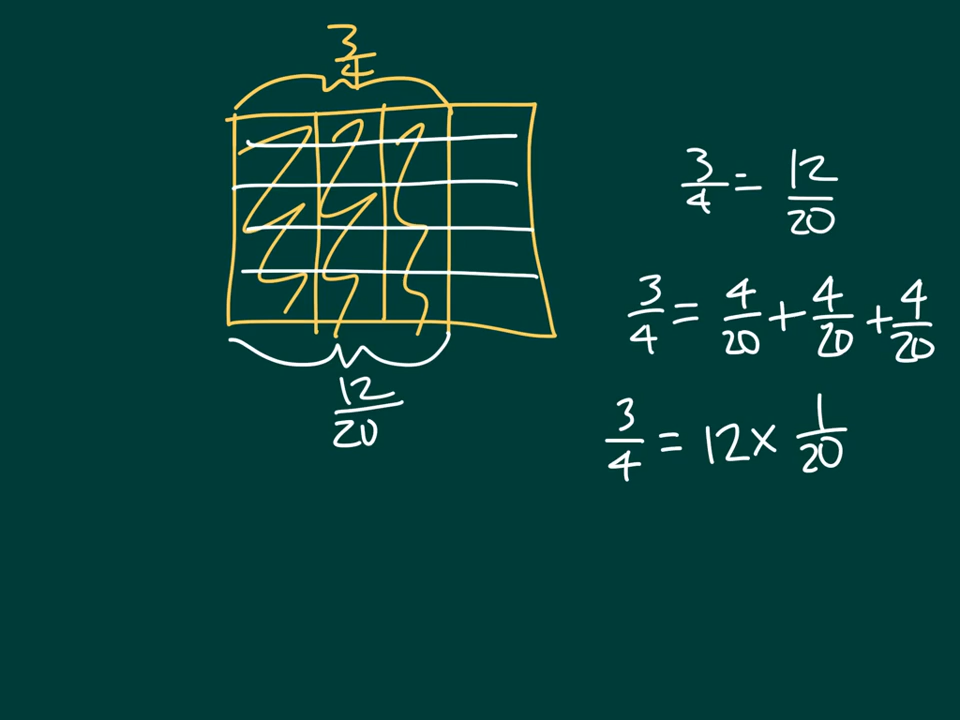 3/4
12/20
3/4 = 12/20
3/4 = 4/20 + 4/20 + 4/20
3/4 = 12 × 1/20